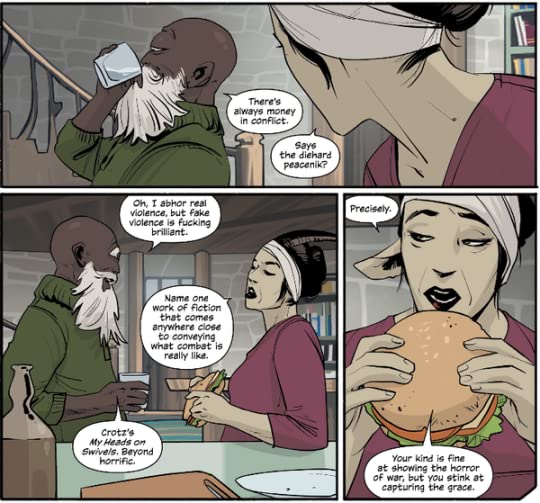 There's
always money
in conflict.
Says
the diehard
peacenik?
Oh, I abhor real
violence, but fake
violence is fucking
brilliant.
Name one
work of fiction
that comes
anywhere close
to conveying
what combat is
really like.
Crotz's
My Heads on
Swivels. Beyond
horrific.
Precisely.
Your kind is fine
at showing the horror
of war, but you stink at
capturing the grace.